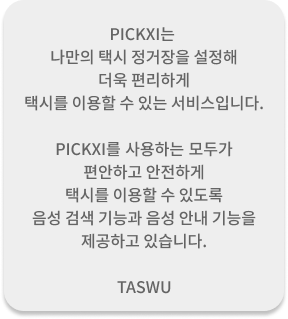 PICKXI는
나만의 택시 정거장을 설정해
더욱 편리하게
택시를 이용할 수 있는 서비스입니다.
PICKXI를 사용하는 모두가
편안하고 안전하게
택시를 이용할 수 있도록
음성 검색 기능과 음성 안내 기능을
제공하고 있습니다.
TASWU